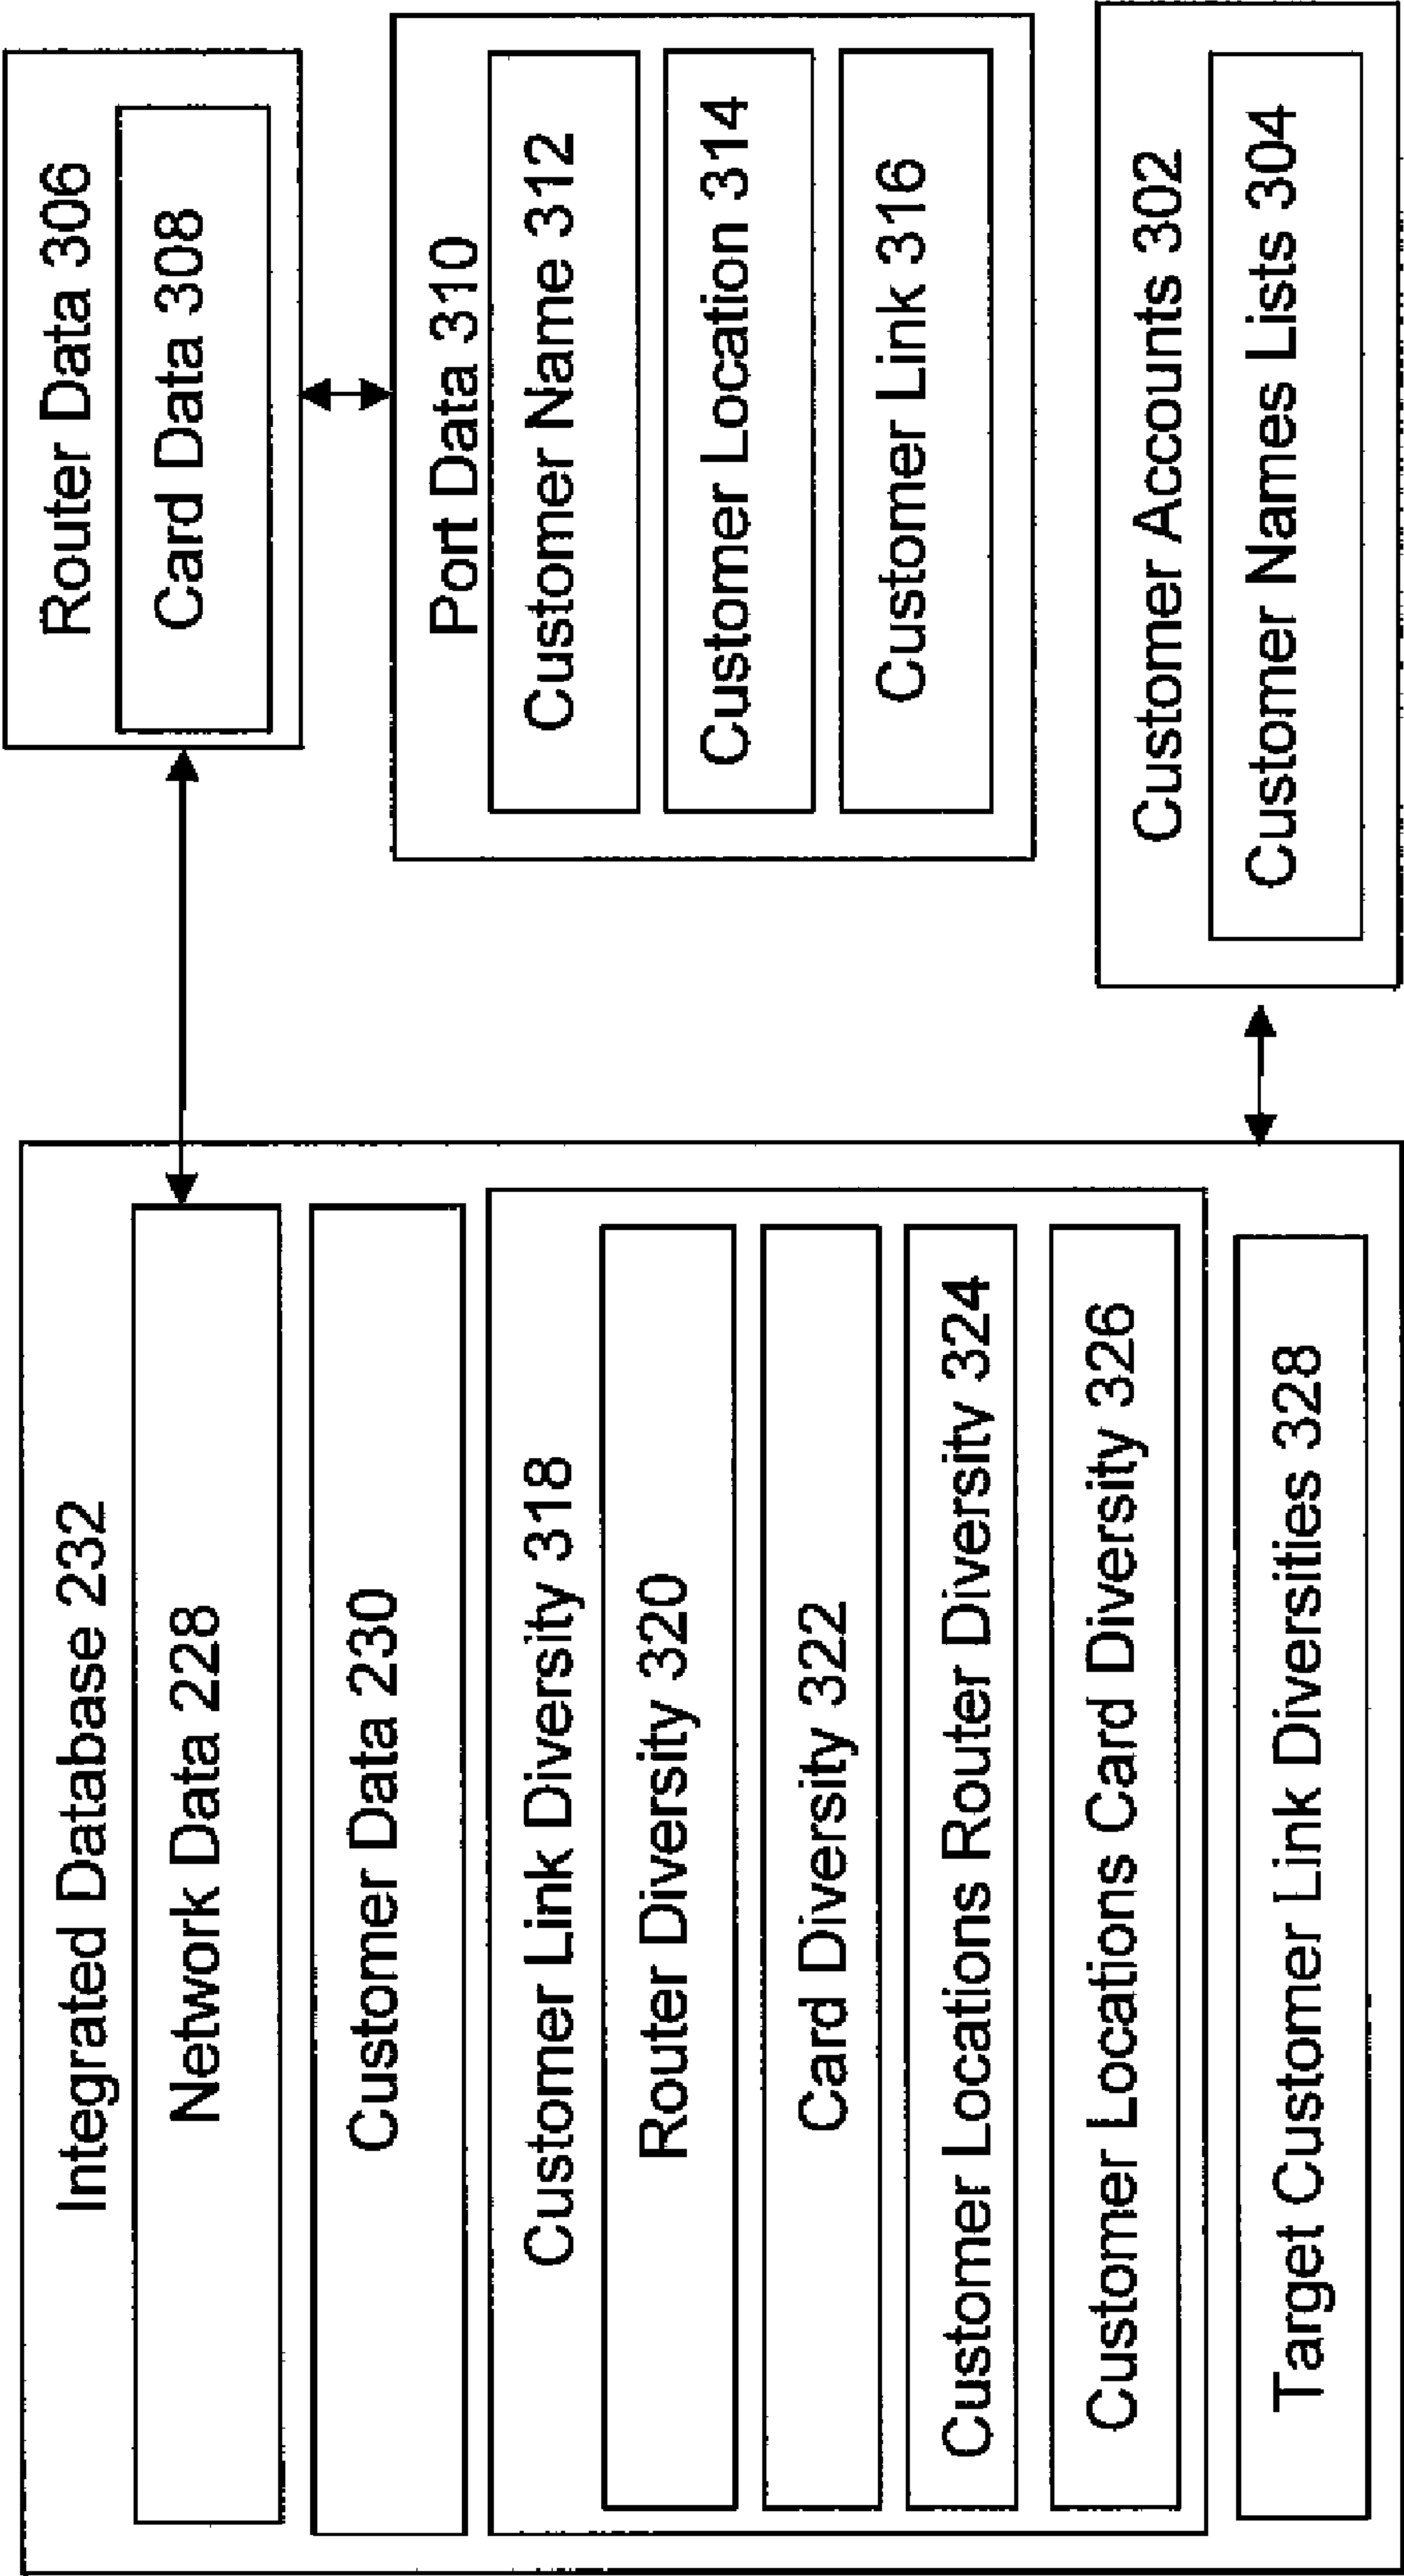 Integrated Database 232
Network Data 228
Customer Data 230
Customer Link Diversity 318
Router Diversity 320
Card Diversity 322
Customer Locations Router Diversity 324
Customer Locations Card Diversity 326
Target Customer Link Diversities 328
Router Data 306
Card Data 308
Port Data 310
Customer Name 312
Customer Location 314
Customer Link 316
Customer Accounts 302
Customer Names Lists 304